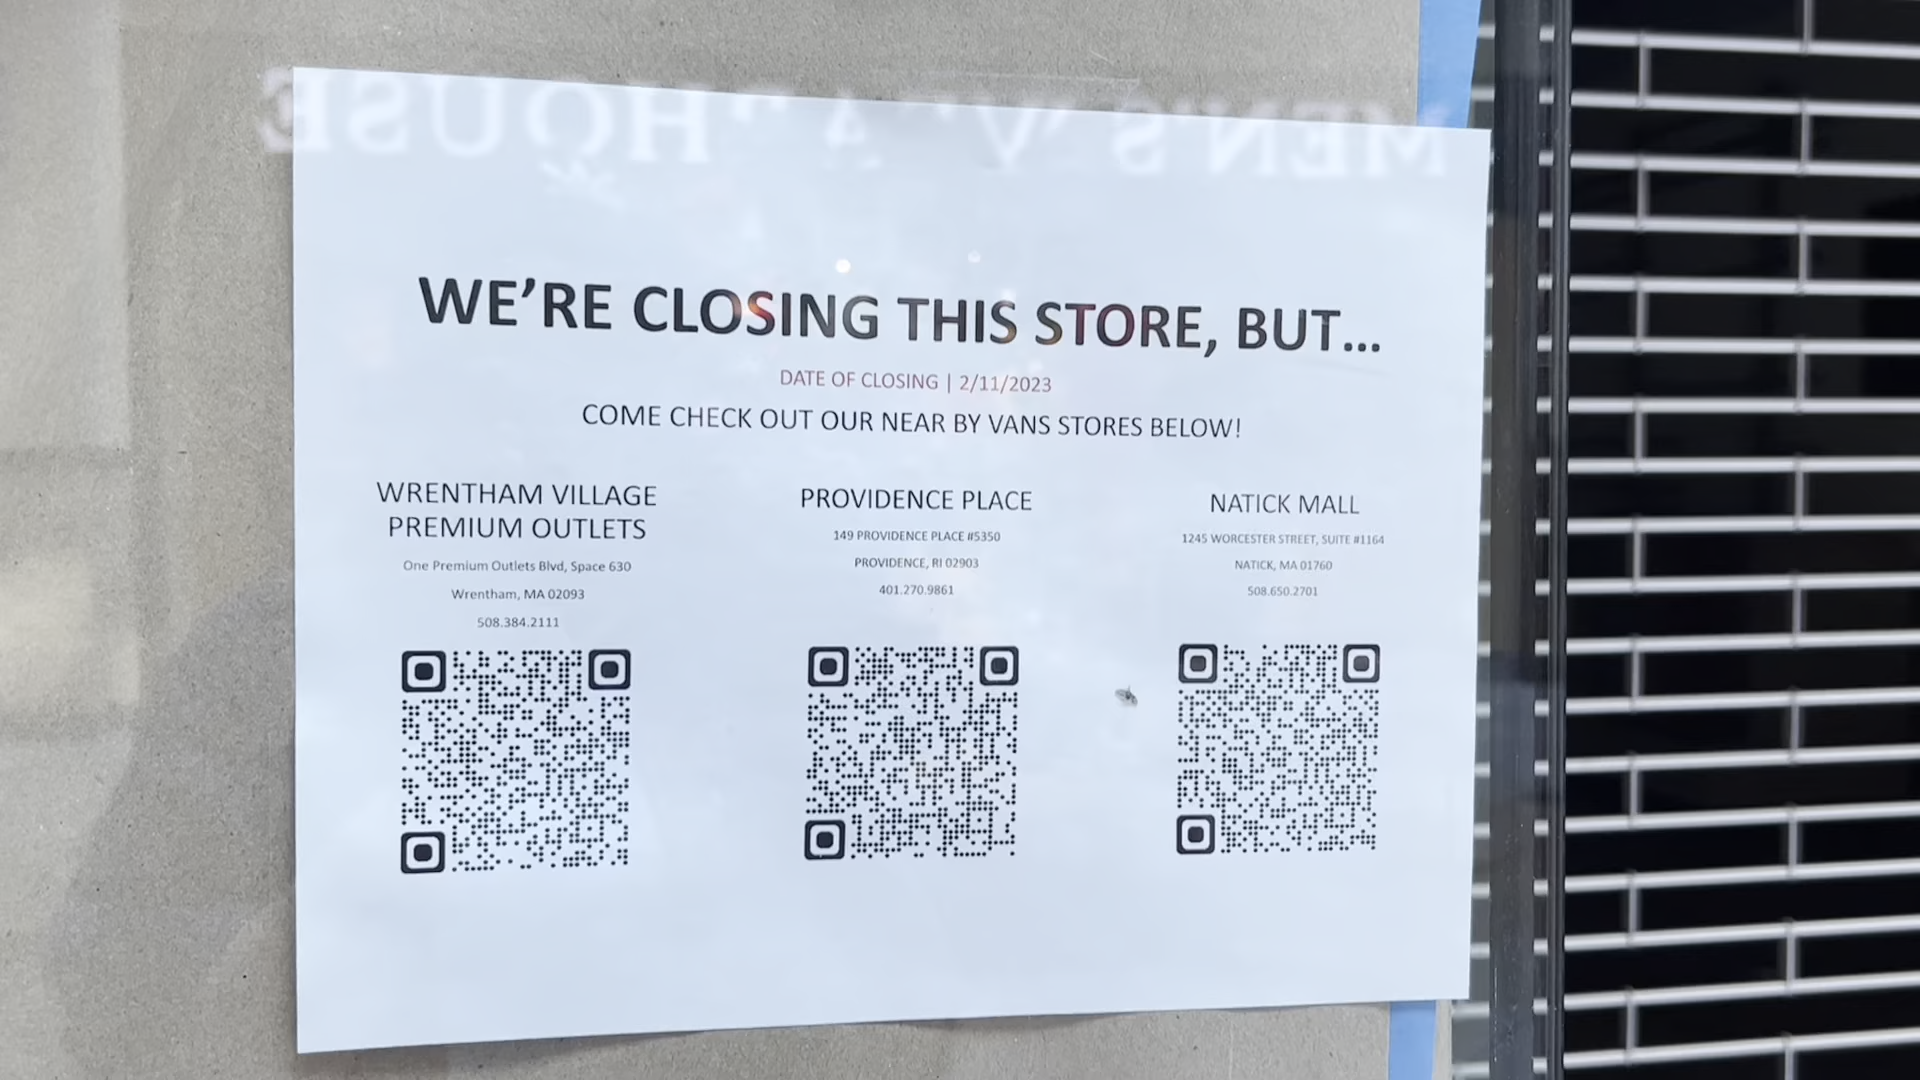 MEN'S W HOUSE
WE'RE CLOSING THIS STORE, BUT...
DATE OF CLOSING | 2/11/2023
COME CHECK OUT OUR NEAR BY VANS STORES BELOW!
WRENTHAM VILLAGE
PREMIUM OUTLETS
One Premium Outlets Blvd, Space 630
Wrentham, MA 02093
508.384.2111
PROVIDENCE PLACE
149 PROVIDENCE PLACE #5350
PROVIDENCE, RI 02903
401.270.9861
NATICK MALL
1245 WORCESTER STREET, SUITE #1164
NATICK, MA 01760
508.650.2701